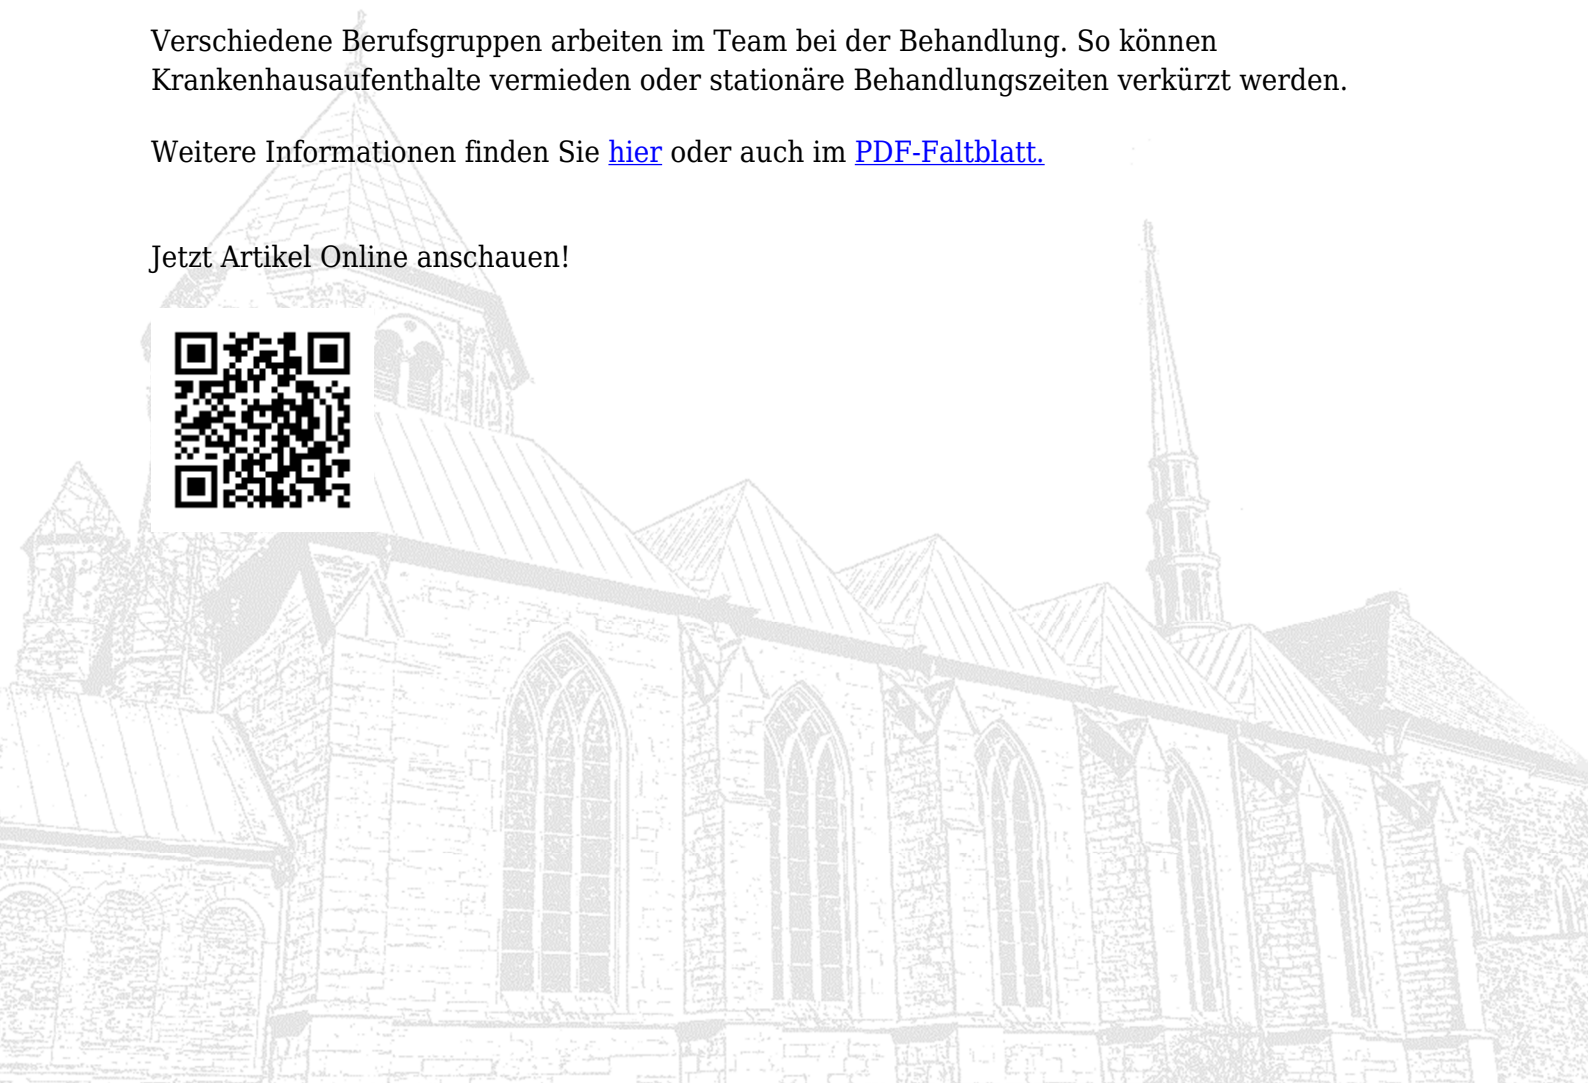 Verschiedene Berufsgruppen arbeiten im Team bei der Behandlung. So können
Krankenhausaufenthalte vermieden oder stationäre Behandlungszeiten verkürzt werden.
Weitere Informationen finden Sie hier oder auch im PDF-Faltblatt.
Jetzt Artikel Online anschauen!